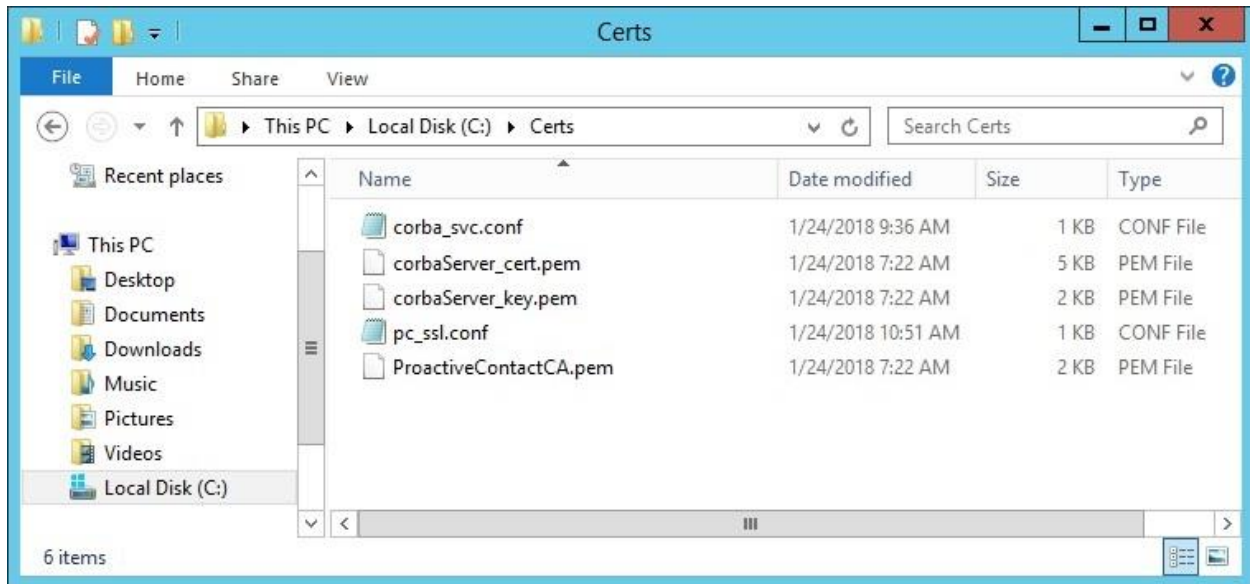 Certs
File Home Share View
This PC Local Disk (C:) Certs Search Certs
Recent places
This PC
Desktop
Documents
Downloads
Music
Pictures
Videos
Local Disk (C:)
Name Date modified Size Type
corba_svc.conf 1/24/2018 9:36 AM 1 KB CONF File
corbaServer_cert.pem 1/24/2018 7:22 AM 5 KB PEM File
corbaServer_key.pem 1/24/2018 7:22 AM 2 KB PEM File
pc_ssl.conf 1/24/2018 10:51 AM 1 KB CONF File
ProactiveContactCA.pem 1/24/2018 7:22 AM 2 KB PEM File
6 items